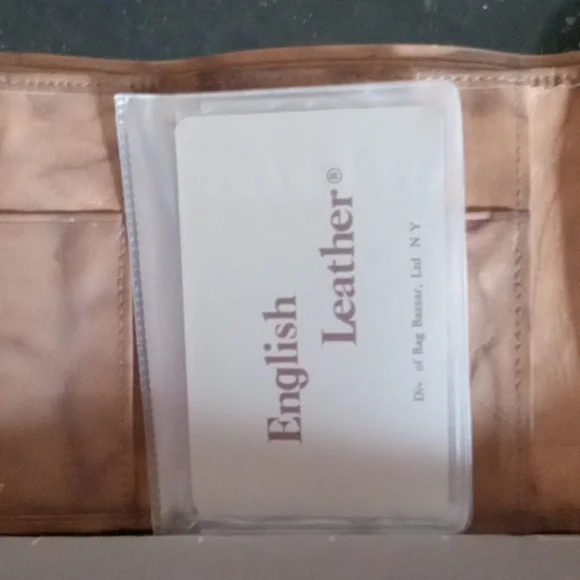 English
Leather®
Div. of Bag Bazaar, Ltd N Y